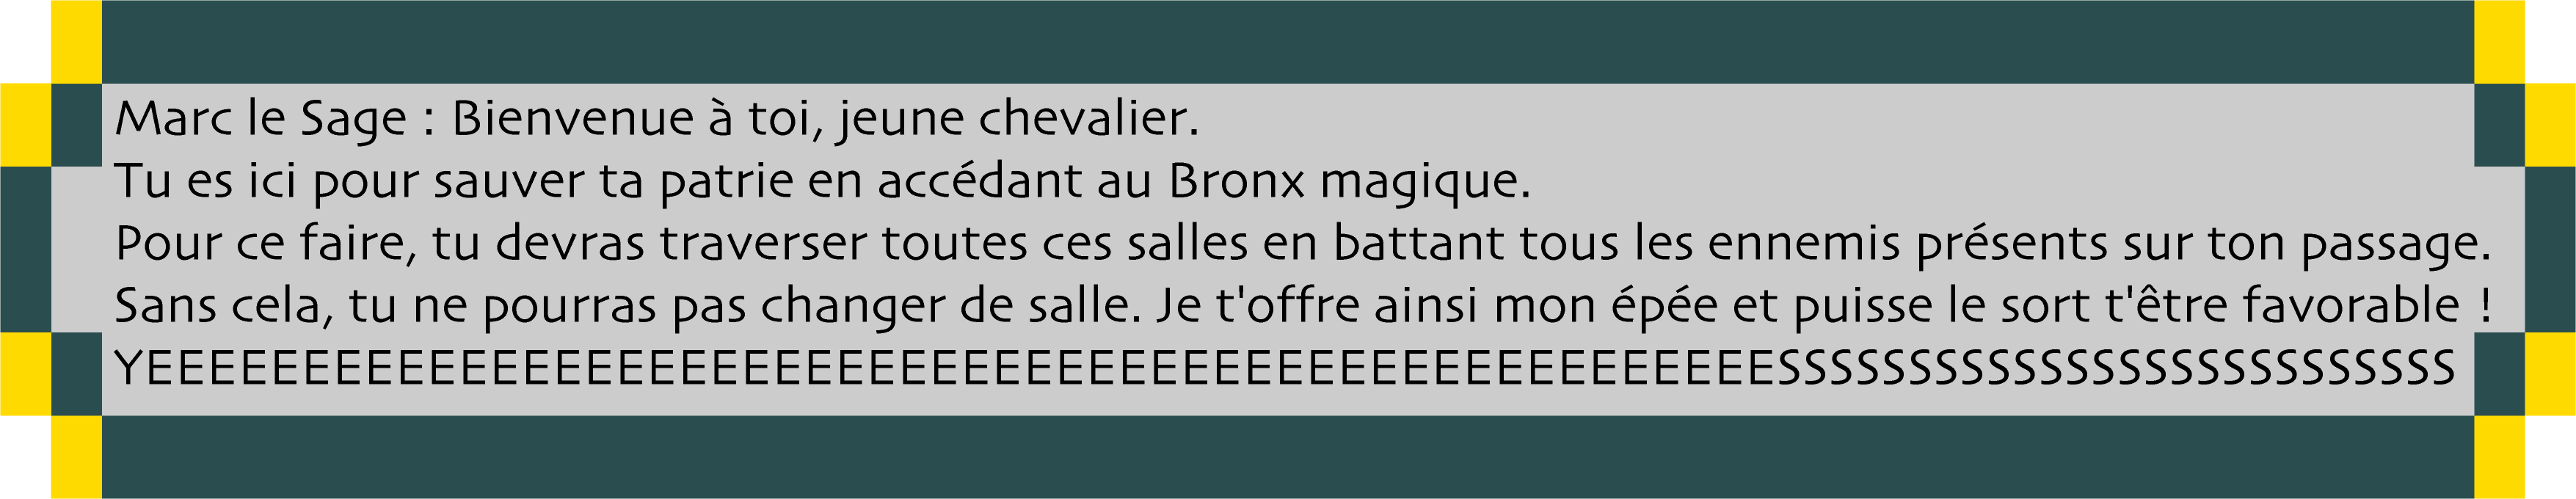 Marc le Sage : Bienvenue à toi, jeune chevalier.
Tu es ici pour sauver ta patrie en accédant au Bronx magique.
Pour ce faire, tu devras traverser toutes ces salles en battant tous les ennemis présents sur ton passage.
Sans cela, tu ne pourras pas changer de salle. Je t'offre ainsi mon épée et puisse le sort t'être favorable !
YEEEEEEEEEEEEEEEEEEEEEEEEEEEEEEEEEEEEEEEEEEEEEEEEEEEESSSSSSSSSSSSSSSSSSSSSSSSSS